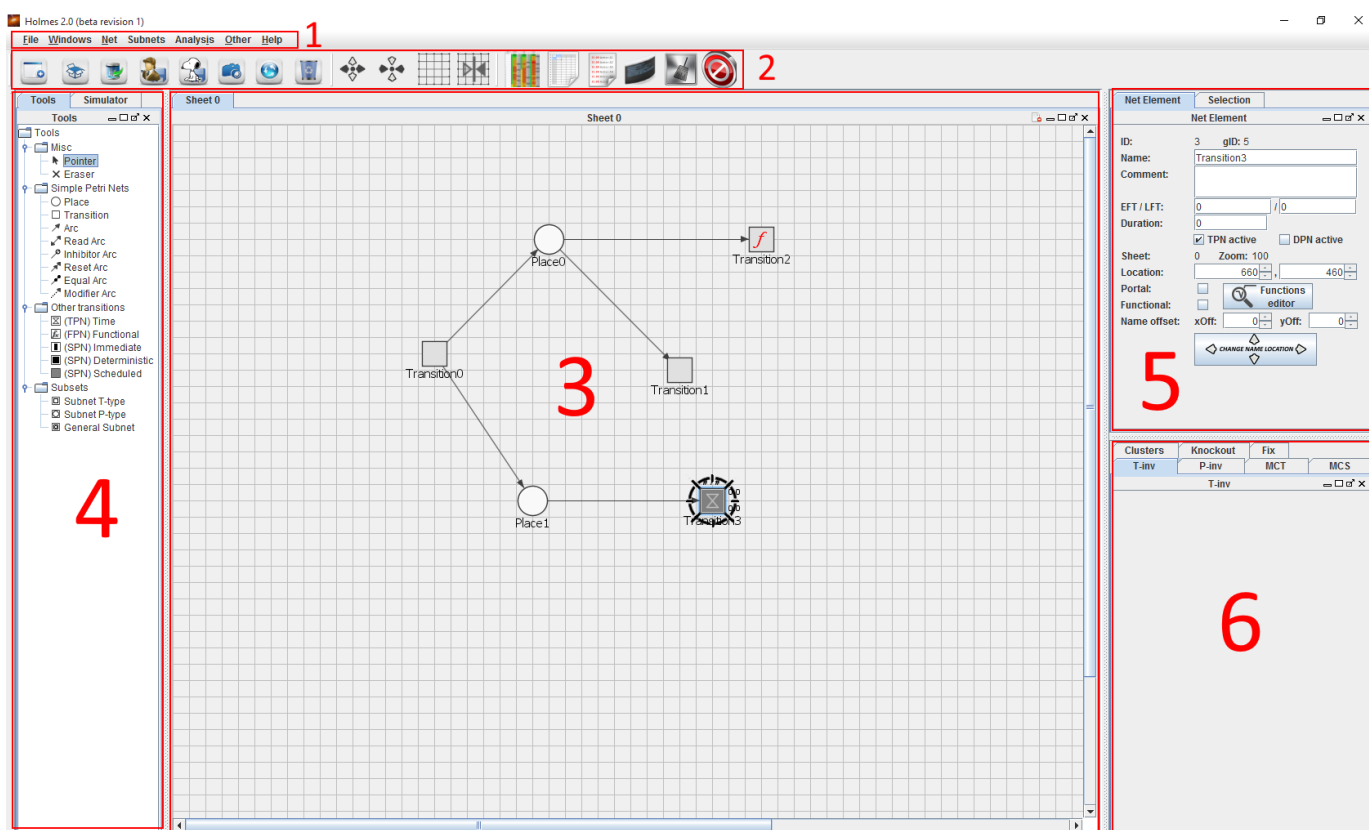 Holmes 2.0 (beta revision 1)
File Windows Net Subnets Analysis Other Help
1
2
Tools Simulator
Tools
Tools
Misc
Pointer
Eraser
Simple Petri Nets
Place
Transition
Arc
Read Arc
Inhibitor Arc
Reset Arc
Equal Arc
Modifier Arc
Other transitions
(TPN) Time
(FPN) Functional
(SPN) Immediate
(SPN) Deterministic
(SPN) Scheduled
Subsets
Subnet T-type
Subnet P-type
General Subnet
4
Sheet 0
Sheet 0
Place0
f
Transition2
Transition0
Transition1
3
Place1
Transition3
Net Element Selection
Net Element
ID: 3 gID: 5
Name: Transition3
Comment:
EFT / LFT: 0 / 0
Duration: 0
TPN active DPN active
Sheet: 0 Zoom: 100
Location: 660 , 460
Portal:
Functions editor
Functional:
Name offset: xOff: 0 yOff: 0
CHANGE NAME LOCATION
5
Clusters Knockout Fix
T-inv P-inv MCT MCS
T-inv
6